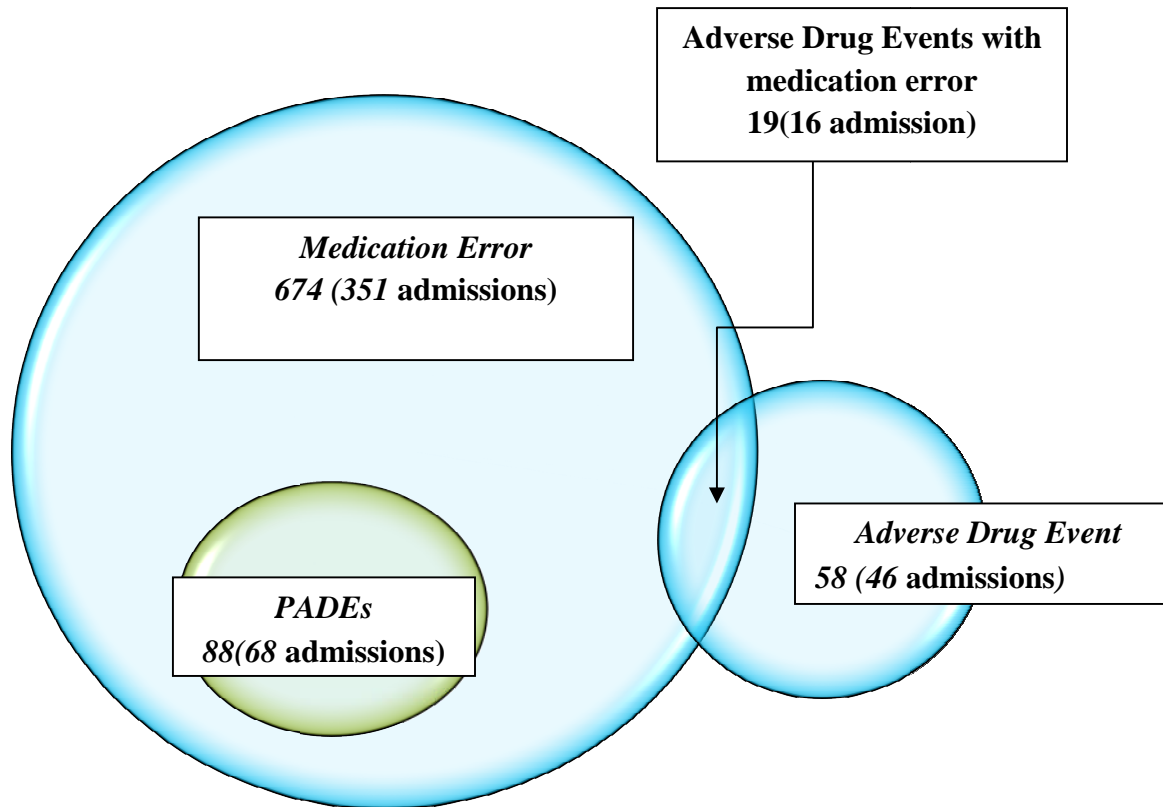 Adverse Drug Events with
medication error
19(16 admission)
Medication Error
674 (351 admissions)
Adverse Drug Event
58 (46 admissions)
PADEs
88(68 admissions)